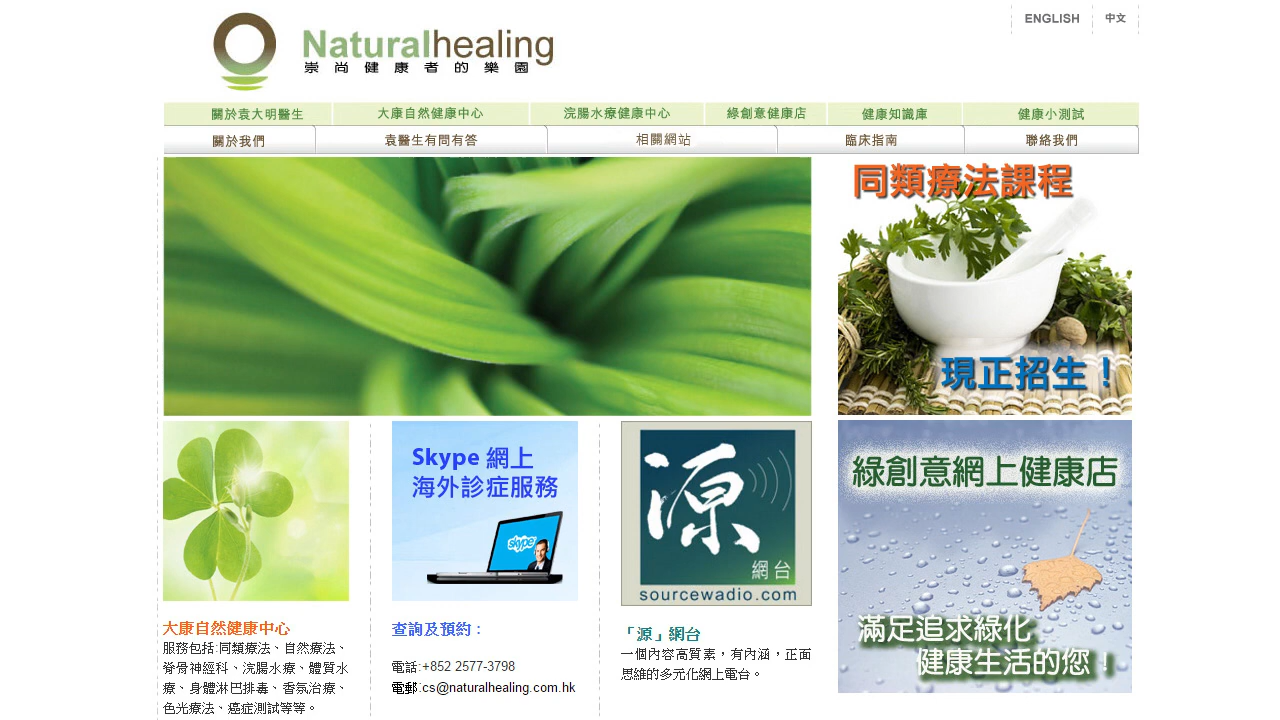 ENGLISH
中文
Naturalhealing
崇尚健康者的樂園
關於袁大明醫生
大康自然健康中心
浣腸水療健康中心
綠創意健康店
健康知識庫
健康小測試
關於我們
袁醫生有問有答
相關網站
臨床指南
聯絡我們
同類療法課程
現正招生！
Skype 網上
海外診症服務
skype
源
網台
sourcewadio.com
綠創意網上健康店
滿足追求綠化
健康生活的您！
大康自然健康中心
服務包括:同類療法、自然療法、
脊骨神經科、浣腸水療、體質水
療、身體淋巴排毒、香氛治療、
色光療法、癌症測試等等。
查詢及預約：
電話:+852 2577-3798
電郵:cs@naturalhealing.com.hk
「源」網台
一個內容高質素，有內涵，正面
思維的多元化網上電台。